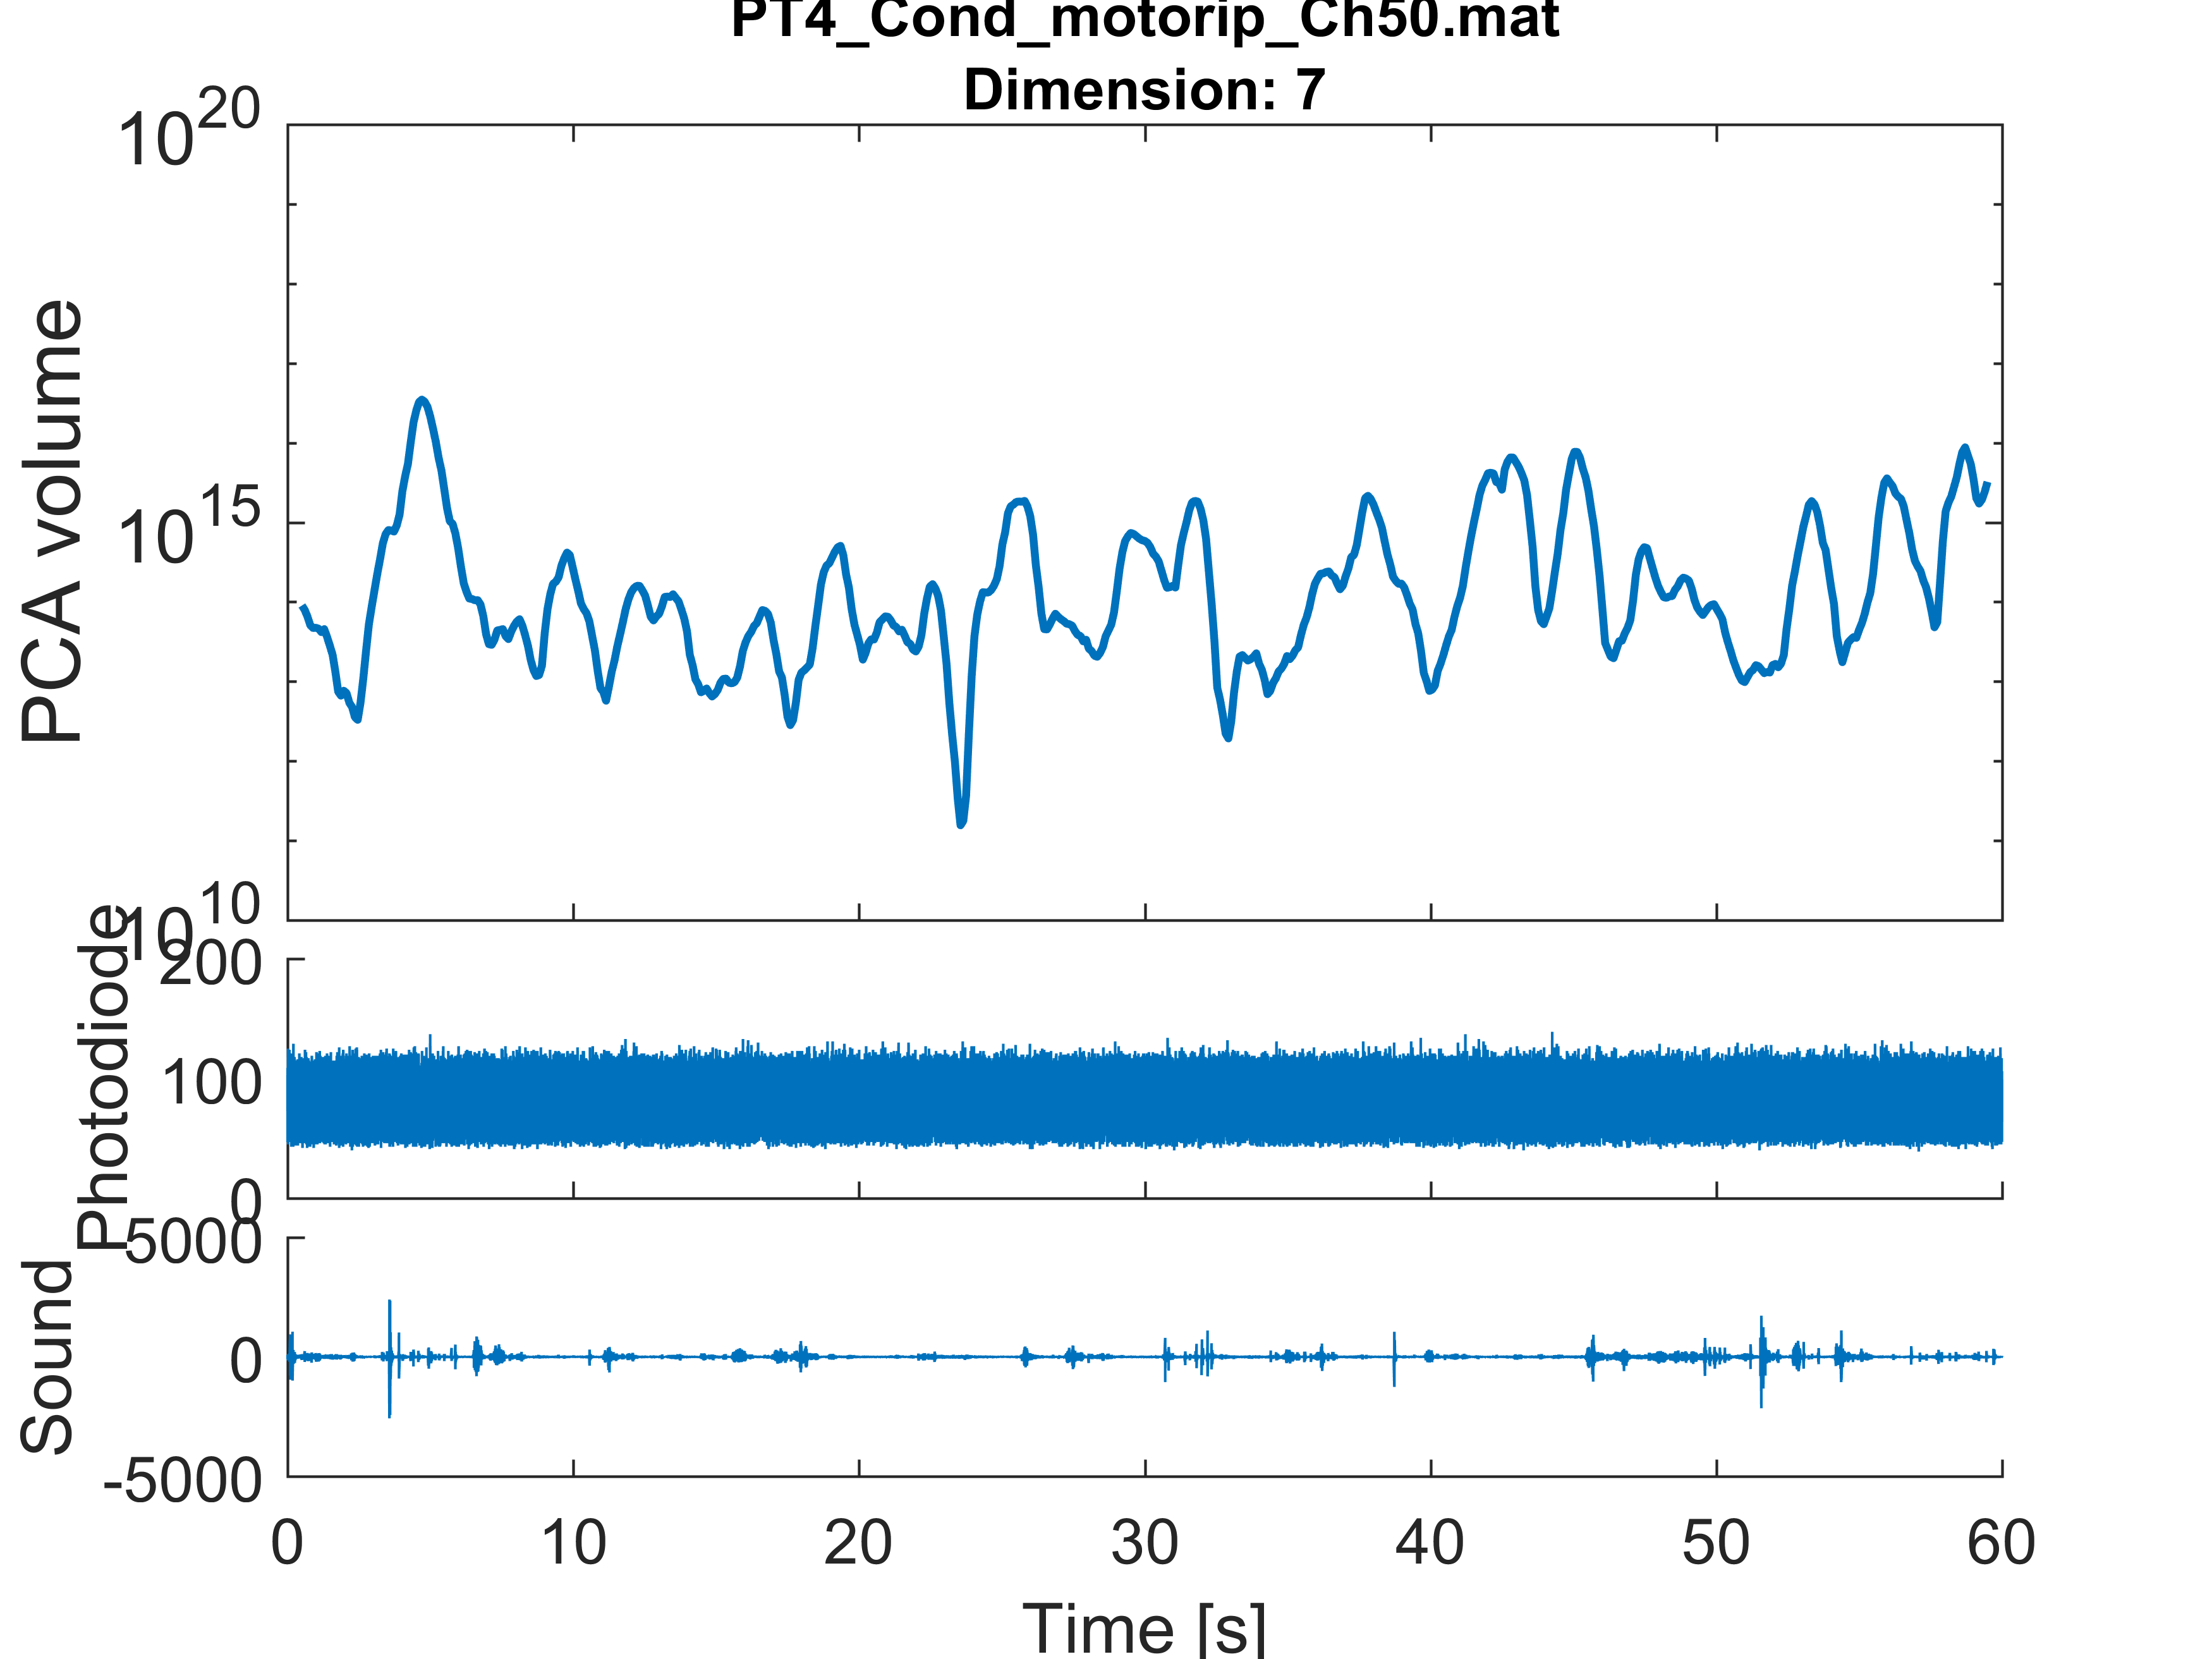 PT4_Cond_motorip_Ch50.mat
Dimension: 7
PCA volume
10^20
10^15
10^10
Photodiode
200
100
0
Sound
5000
0
-5000
0 10 20 30 40 50 60
Time [s]